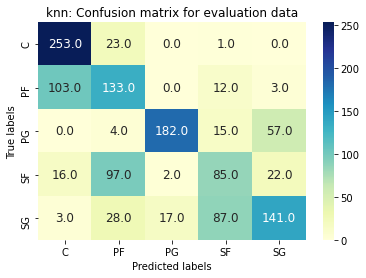 knn: Confusion matrix for evaluation data
C 253.0 23.0 0.0 1.0 0.0
PF 103.0 133.0 0.0 12.0 3.0
PG 0.0 4.0 182.0 15.0 57.0
SF 16.0 97.0 2.0 85.0 22.0
SG 3.0 28.0 17.0 87.0 141.0
True labels
C PF PG SF SG
Predicted labels
250
200
150
100
50
0